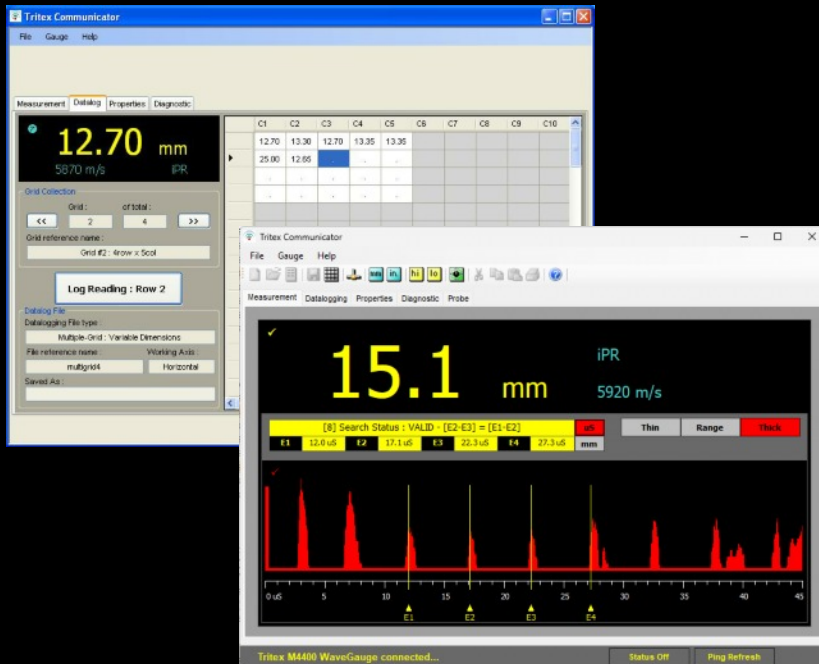 Tritex Communicator
File Gauge Help
Measurement Datalog Properties Diagnostic
12.70 mm
5870 m/s iPR
Grid Collection
Grid : of total :
<< 2 4 >>
Grid reference name :
Grid #2 : 4row x 5col
Log Reading : Row 2
Datalog File
Datalogging File type :
Multiple-Grid : Variable Dimensions
File reference name : Working Axis :
multigrid4 Horizontal
Saved As :
C1 C2 C3 C4 C5 C6 C7 C8 C9 C10
12.70 13.30 12.70 13.35 13.35
25.80 12.65 . . .
. . . . .
. . . . .
Tritex Communicator
File Gauge Help
mm in. hi lo
Measurement Datalogging Properties Diagnostic Probe
15.1 mm
iPR
5920 m/s
[8] Search Status : VALID - [E2-E3] = [E1-E2] uS
E1 12.0 uS E2 17.1 uS E3 22.3 uS E4 27.3 uS mm
Thin Range Thick
0 uS 5 10 15 20 25 30 35 40 45
E1 E2 E3 E4
Tritex M4400 WaveGauge connected...
Status Off Ping Refresh